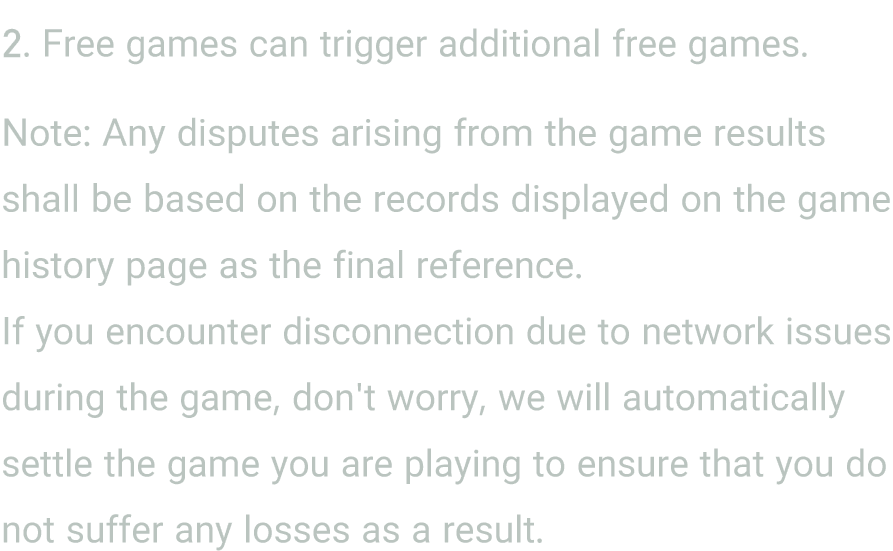 2. Free games can trigger additional free games.
Note: Any disputes arising from the game results
shall be based on the records displayed on the game
history page as the final reference.
If you encounter disconnection due to network issues
during the game, don't worry, we will automatically
settle the game you are playing to ensure that you do
not suffer any losses as a result.